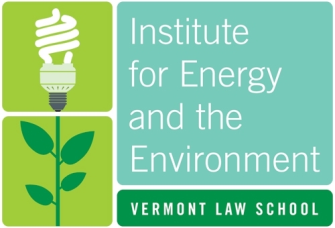 Institute
for Energy
and the
Environment
VERMONT LAW SCHOOL